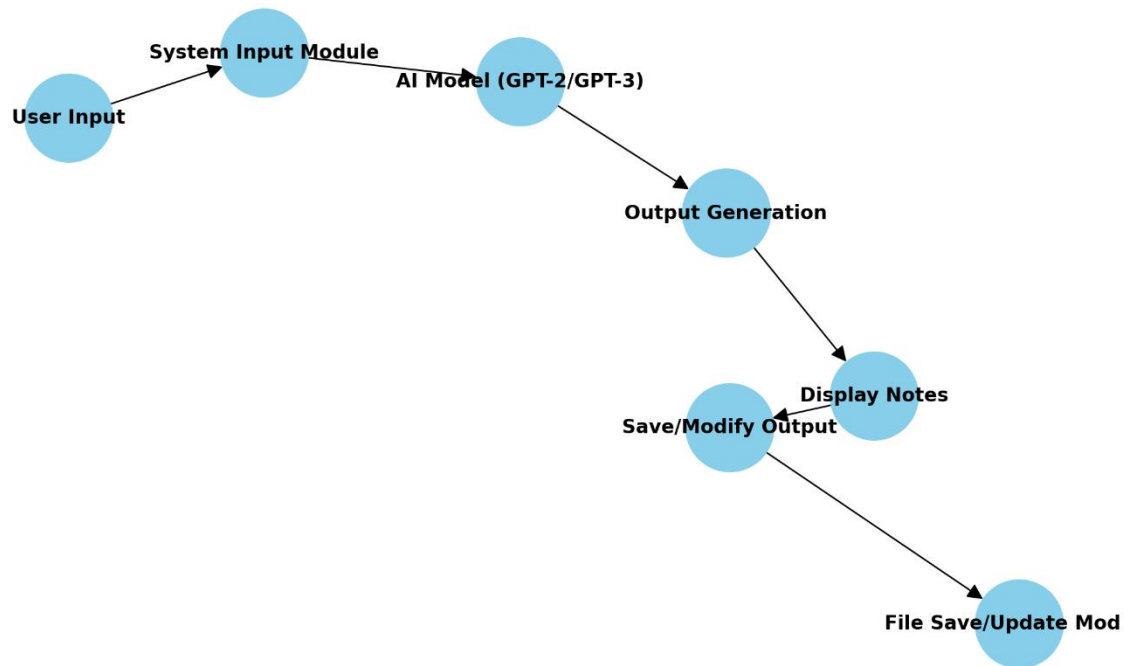 User Input
System Input Module
AI Model (GPT-2/GPT-3)
Output Generation
Display Notes
Save/Modify Output
File Save/Update Mod